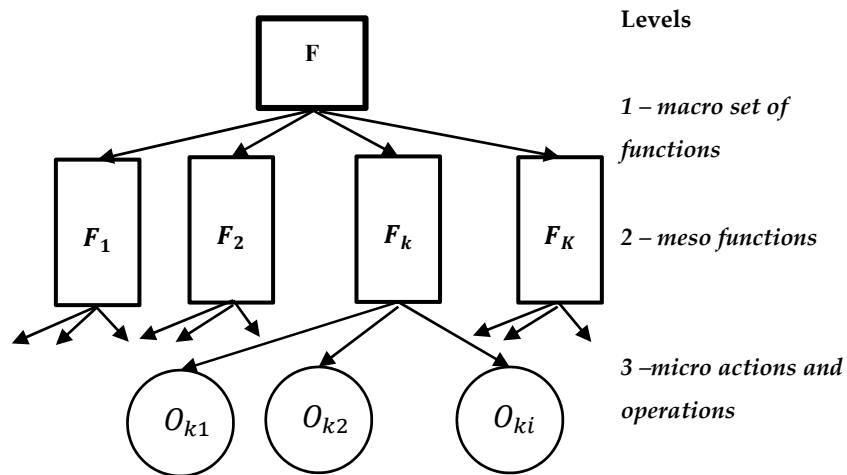 F
Levels
1 – macro set of
functions
F₁
F₂
Fₖ
F_K
2 – meso functions
3 –micro actions and
operations
Oₖ₁
Oₖ₂
Oₖᵢ